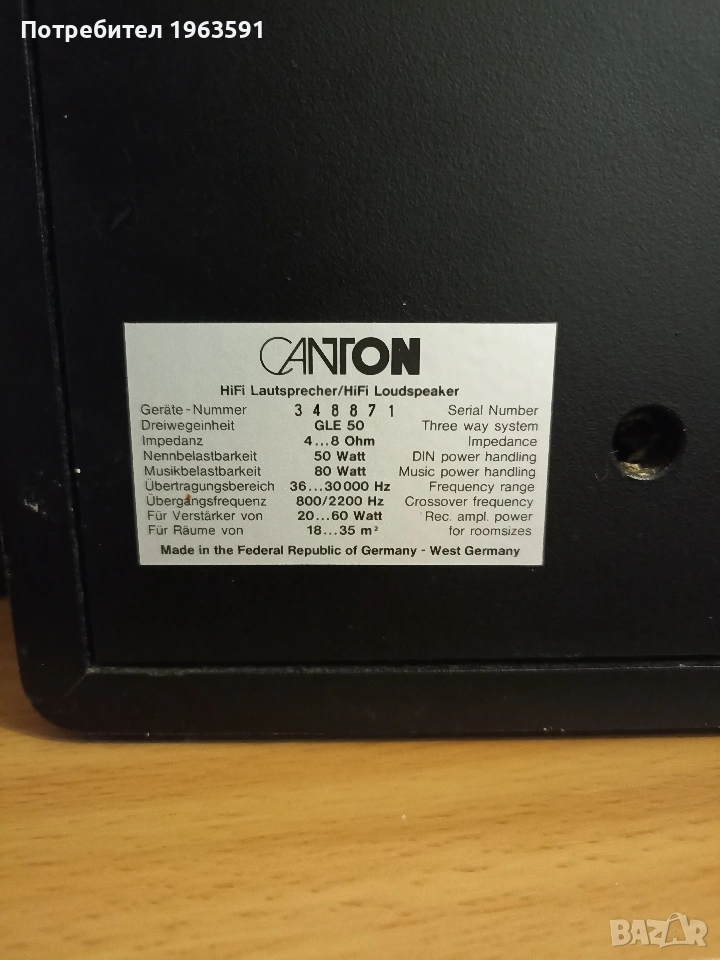 Потребител 1963591
CANTON
HiFi Lautsprecher/HiFi Loudspeaker
Geräte-Nummer 348871 Serial Number
Dreiwegeinheit GLE 50 Three way system
Impedanz 4...8 Ohm Impedance
Nennbelastbarkeit 50 Watt DIN power handling
Musikbelastbarkeit 80 Watt Music power handling
Übertragungsbereich 36...30000 Hz Frequency range
Übergangsfrequenz 800/2200 Hz Crossover frequency
Für Verstärker von 20...60 Watt Rec. ampl. power
Für Räume von 18...35 m² for roomsizes
Made in the Federal Republic of Germany - West Germany
BAZAR